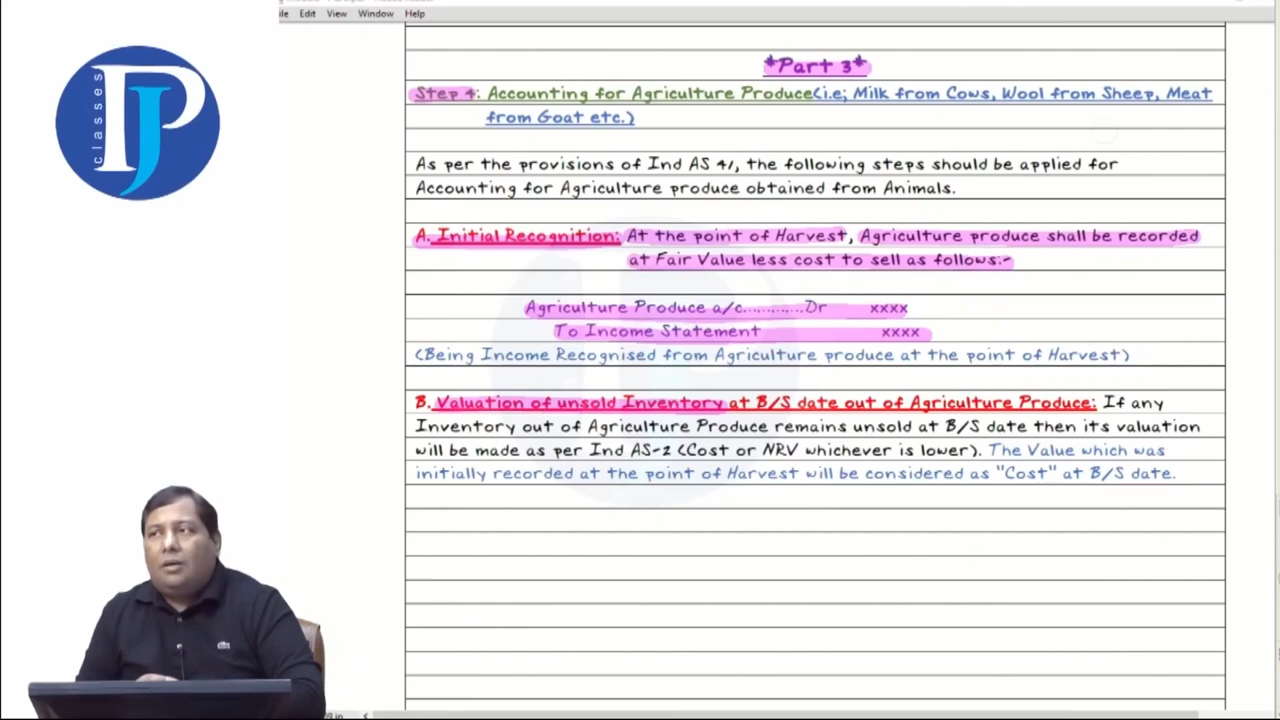 Edit View Window Help
classes
PJ
*Part 3*
Step 4: Accounting for Agriculture Produce(i.e; Milk from Cows, Wool from Sheep, Meat
from Goat etc.)
As per the provisions of Ind AS 41, the following steps should be applied for
Accounting for Agriculture produce obtained from Animals.
A. Initial Recognition: At the point of Harvest, Agriculture produce shall be recorded
at Fair Value less cost to sell as follows:-
Agriculture Produce a/c............Dr xxxx
To Income Statement xxxx
(Being Income Recognised from Agriculture produce at the point of Harvest)
B. Valuation of unsold Inventory at B/S date out of Agriculture Produce: If any
Inventory out of Agriculture Produce remains unsold at B/S date then its valuation
will be made as per Ind AS-2 (Cost or NRV whichever is lower). The Value which was
initially recorded at the point of Harvest will be considered as "Cost" at B/S date.